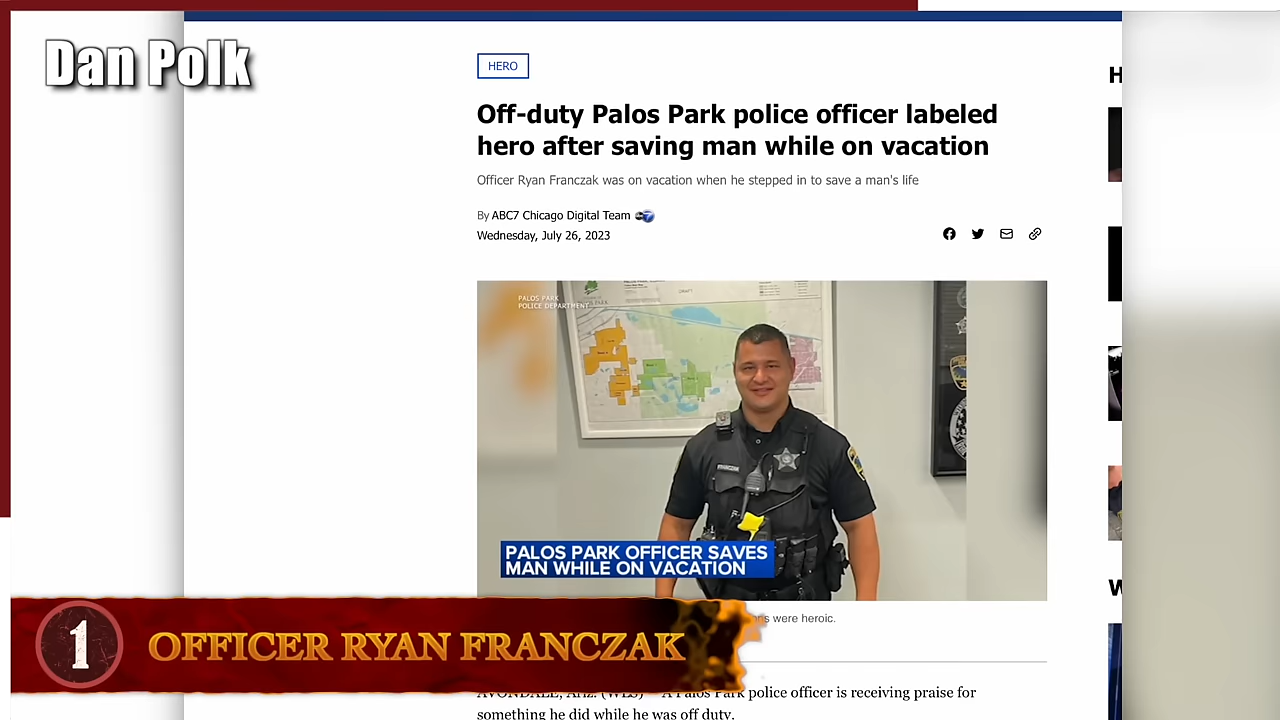 Dan Polk
HERO
H
Off-duty Palos Park police officer labeled
hero after saving man while on vacation
Officer Ryan Franczak was on vacation when he stepped in to save a man's life
By ABC7 Chicago Digital Team
Wednesday, July 26, 2023
PALOS PARK
POLICE DEPARTMENT
PALOS PARK OFFICER SAVES
MAN WHILE ON VACATION
W
were heroic.
1 OFFICER RYAN FRANCZAK
AVONDALE, Ariz. (WLS) -- A Palos Park police officer is receiving praise for
something he did while he was off duty.